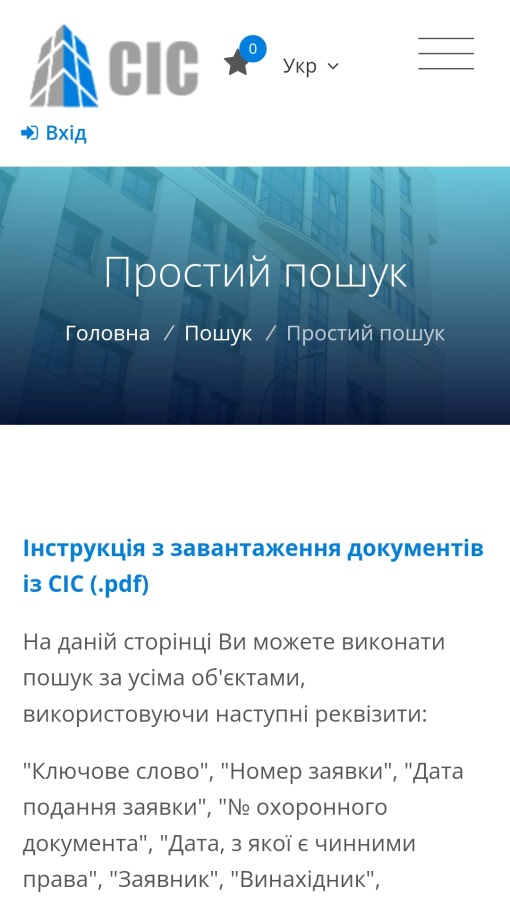 СІС
0
Укр
Вхід
Простий пошук
Головна / Пошук / Простий пошук
Інструкція з завантаження документів
із СІС (.pdf)
На даній сторінці Ви можете виконати
пошук за усіма об'єктами,
використовуючи наступні реквізити:
"Ключове слово", "Номер заявки", "Дата
подання заявки", "№ охоронного
документа", "Дата, з якої є чинними
права", "Заявник", "Винахідник",